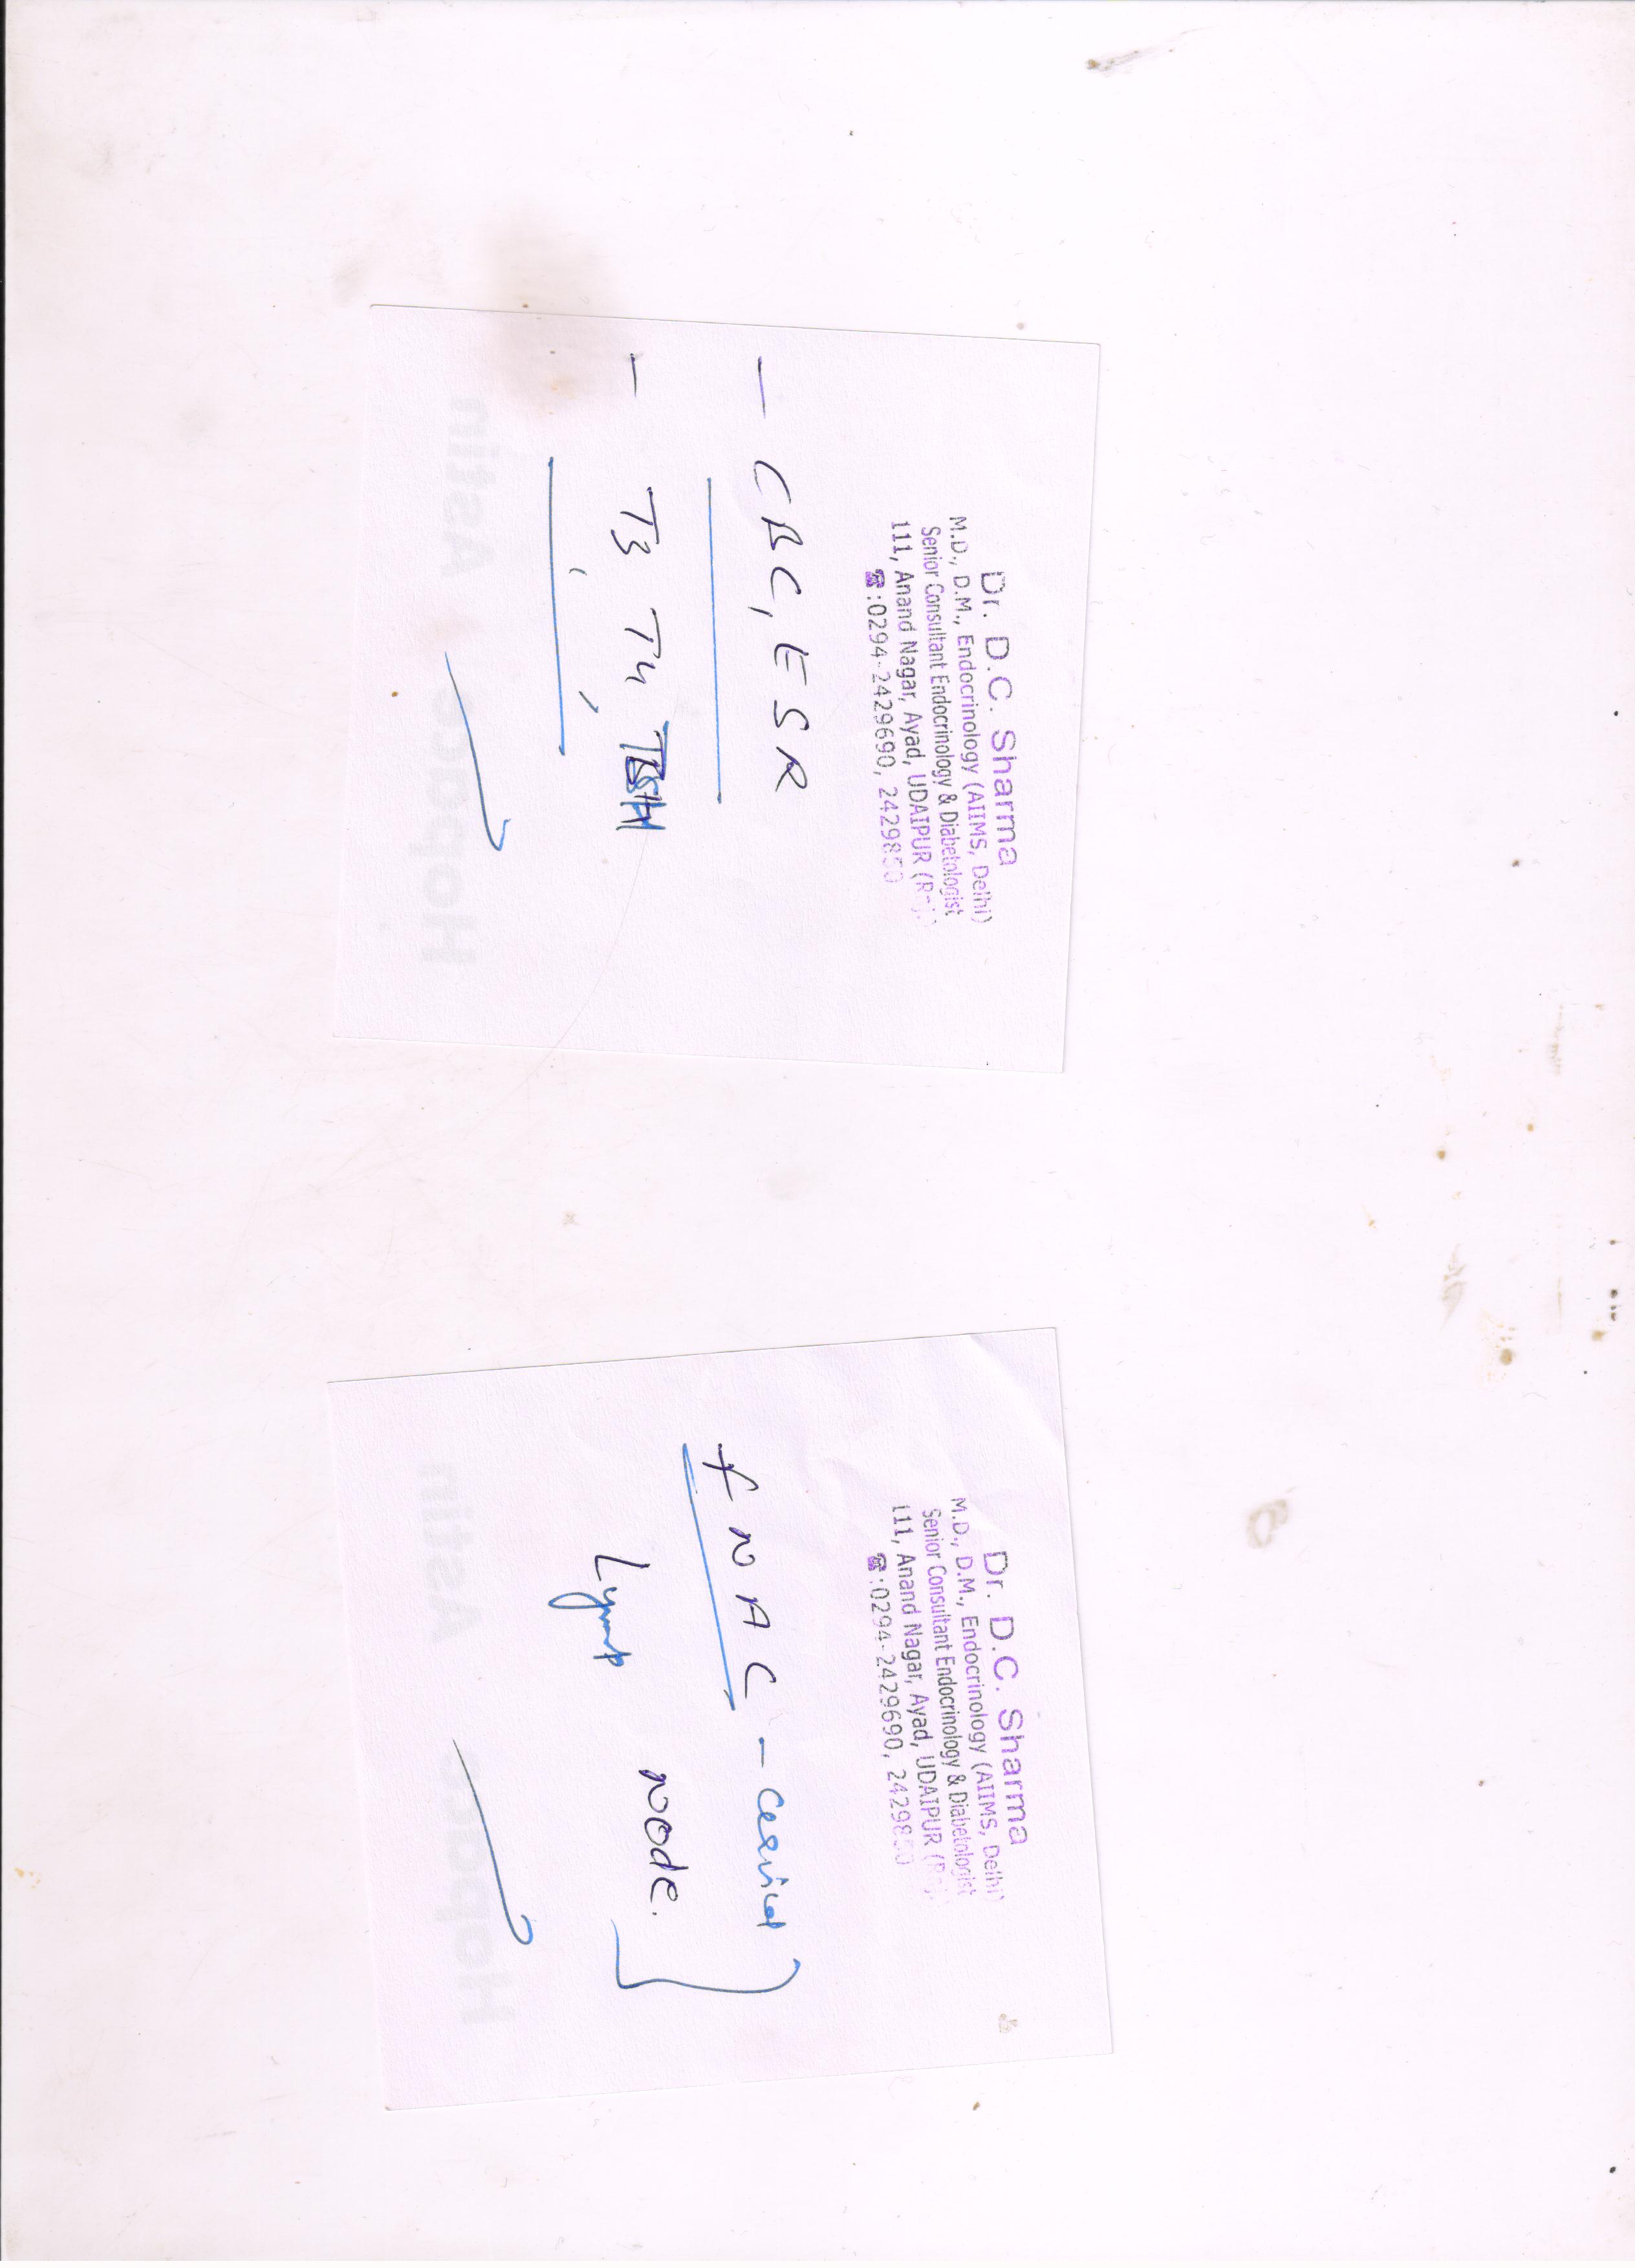 Dr. D.C. Sharma
M.D., D.M., Endocrinology (AIIMS, Delhi)
Senior Consultant Endocrinology & Diabetologist
111, Anand Nagar, Ayad, UDAIPUR (Raj.)
☎:0294-2429690, 2429850
- CBC, ESR
- T3, T4, TSH
Dr. D.C. Sharma
M.D., D.M., Endocrinology (AIIMS, Delhi)
Senior Consultant Endocrinology & Diabetologist
111, Anand Nagar, Ayad, UDAIPUR (Raj.)
☎:0294-2429690, 2429850
FNAC - cervical
Lymph node.